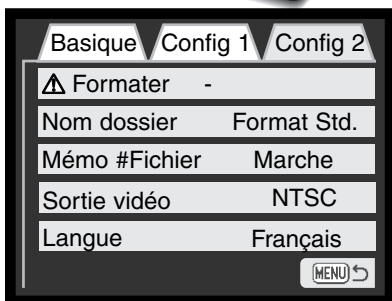 Basique Config 1 Config 2
⚠ Formater -
Nom dossier Format Std.
Mémo #Fichier Marche
Sortie vidéo NTSC
Langue Français
MENU